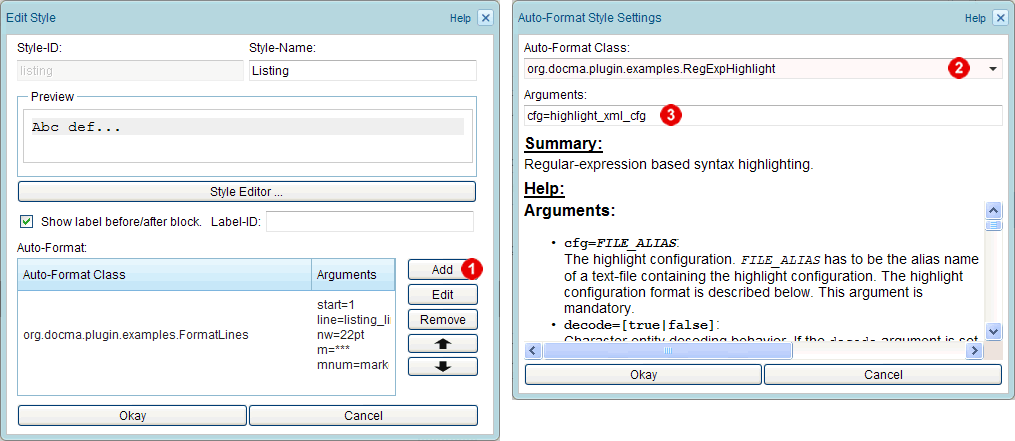 Edit Style
Help
Style-ID:
Style-Name:
listing
Listing
Preview
Abc def...
Style Editor ...
Show label before/after block.
Label-ID:
Auto-Format:
Auto-Format Class
Arguments
org.docma.plugin.examples.FormatLines
start=1
line=listing_li
nw=22pt
m=***
mnum=mark
Add
1
Edit
Remove
Okay
Cancel
Auto-Format Style Settings
Help
Auto-Format Class:
org.docma.plugin.examples.RegExpHighlight
2
Arguments:
cfg=highlight_xml_cfg
3
Summary:
Regular-expression based syntax highlighting.
Help:
Arguments:
• cfg=FILE_ALIAS:
The highlight configuration. FILE_ALIAS has to be the alias name
of a text-file containing the highlight configuration. The highlight
configuration format is described below. This argument is
mandatory.
• decode=[true|false]:
Character entity decoding behavior. If the decode argument is set
Okay
Cancel